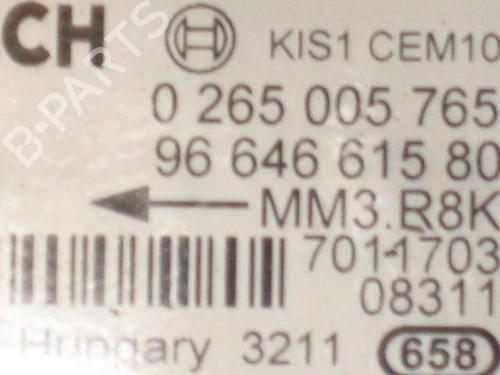 CH KIS1 CEM10
0 265 005 765
96 646 615 80
MM3.R8K
7011703
08311
Hungary 3211 658
B-PARTS